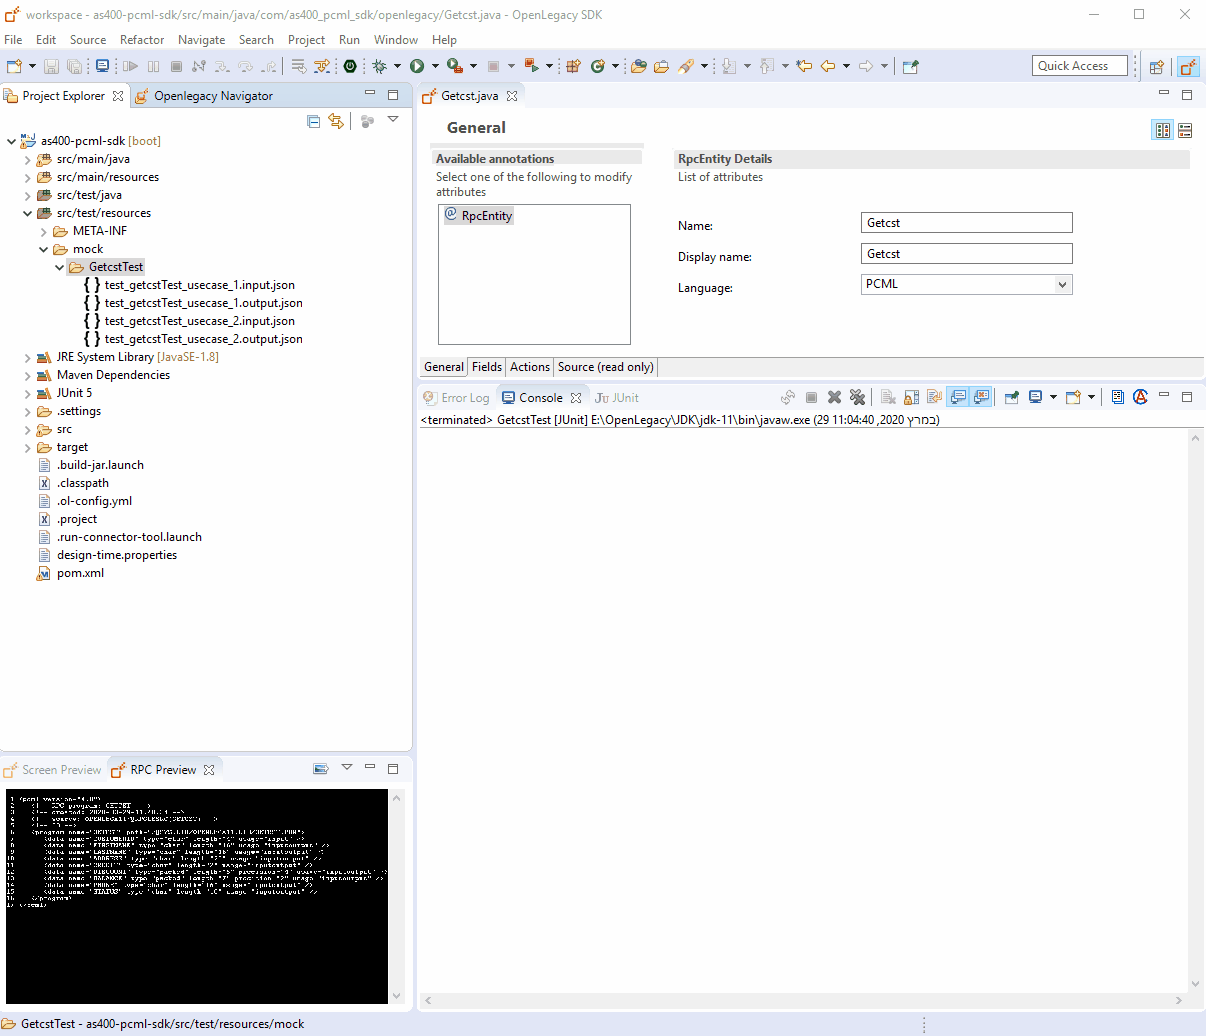 workspace - as400-pcml-sdk/src/main/java/com/as400_pcml_sdk/openlegacy/Getcst.java - OpenLegacy SDK
File Edit Source Refactor Navigate Search Project Run Window Help
Quick Access
Project Explorer
Openlegacy Navigator
as400-pcml-sdk [boot]
src/main/java
src/main/resources
src/test/java
src/test/resources
META-INF
mock
GetcstTest
{ } test_getcstTest_usecase_1.input.json
{ } test_getcstTest_usecase_1.output.json
{ } test_getcstTest_usecase_2.input.json
{ } test_getcstTest_usecase_2.output.json
JRE System Library [JavaSE-1.8]
Maven Dependencies
JUnit 5
.settings
src
target
.build-jar.launch
.classpath
.ol-config.yml
.project
.run-connector-tool.launch
design-time.properties
pom.xml
Getcst.java
General
Available annotations
Select one of the following to modify
attributes
@ RpcEntity
RpcEntity Details
List of attributes
Name: Getcst
Display name: Getcst
Language: PCML
General Fields Actions Source (read only)
Error Log Console JUnit
<terminated> GetcstTest [JUnit] E:\OpenLegacy\JDK\jdk-11\bin\javaw.exe (29 במרץ 2020, 11:04:40)
Screen Preview RPC Preview
GetcstTest - as400-pcml-sdk/src/test/resources/mock